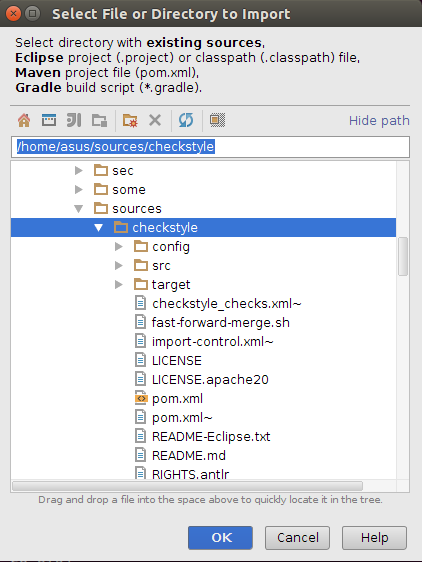 Select File or Directory to Import
Select directory with existing sources,
Eclipse project (.project) or classpath (.classpath) file,
Maven project file (pom.xml),
Gradle build script (*.gradle).
Hide path
/home/asus/sources/checkstyle
sec
some
sources
checkstyle
config
src
target
checkstyle_checks.xml~
fast-forward-merge.sh
import-control.xml~
LICENSE
LICENSE.apache20
pom.xml
pom.xml~
README-Eclipse.txt
README.md
RIGHTS.antlr
Drag and drop a file into the space above to quickly locate it in the tree.
OK
Cancel
Help